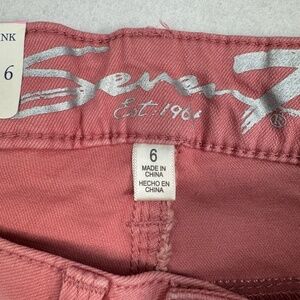 NK
6
Seven7
Est. 1961
®
6
MADE IN
CHINA
HECHO EN
CHINA